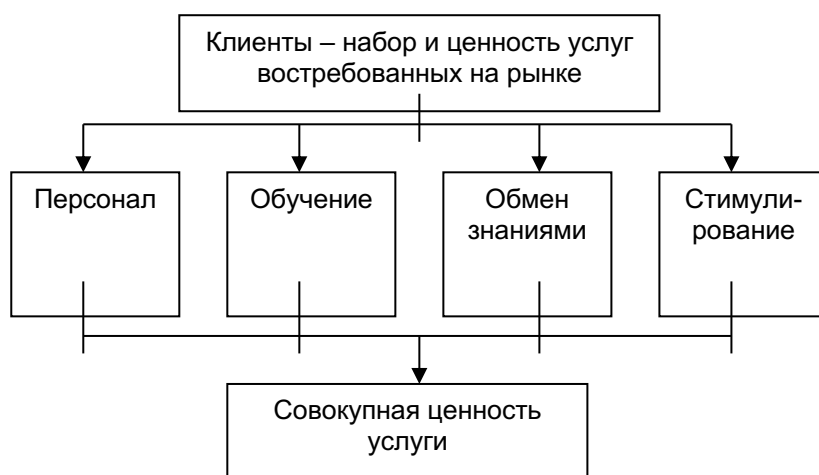 Клиенты – набор и ценность услуг
востребованных на рынке
Персонал
Обучение
Обмен
знаниями
Стимули-
рование
Совокупная ценность
услуги